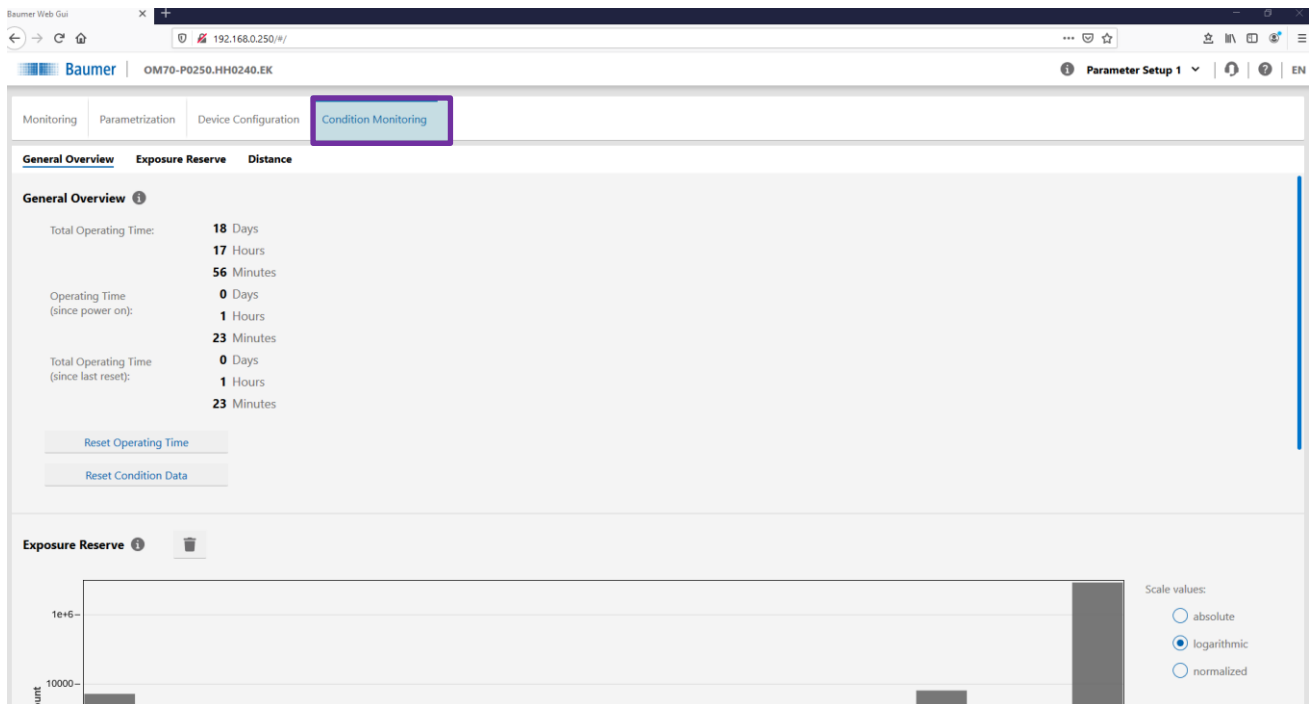 Baumer Web Gui
192.168.0.250/#/
Baumer OM70-P0250.HH0240.EK
Parameter Setup 1 EN
Monitoring Parametrization Device Configuration Condition Monitoring
General Overview Exposure Reserve Distance
General Overview
Total Operating Time: 18 Days
17 Hours
56 Minutes
Operating Time 0 Days
(since power on): 1 Hours
23 Minutes
Total Operating Time 0 Days
(since last reset): 1 Hours
23 Minutes
Reset Operating Time
Reset Condition Data
Exposure Reserve
Scale values:
1e+6 absolute
logarithmic
normalized
10000